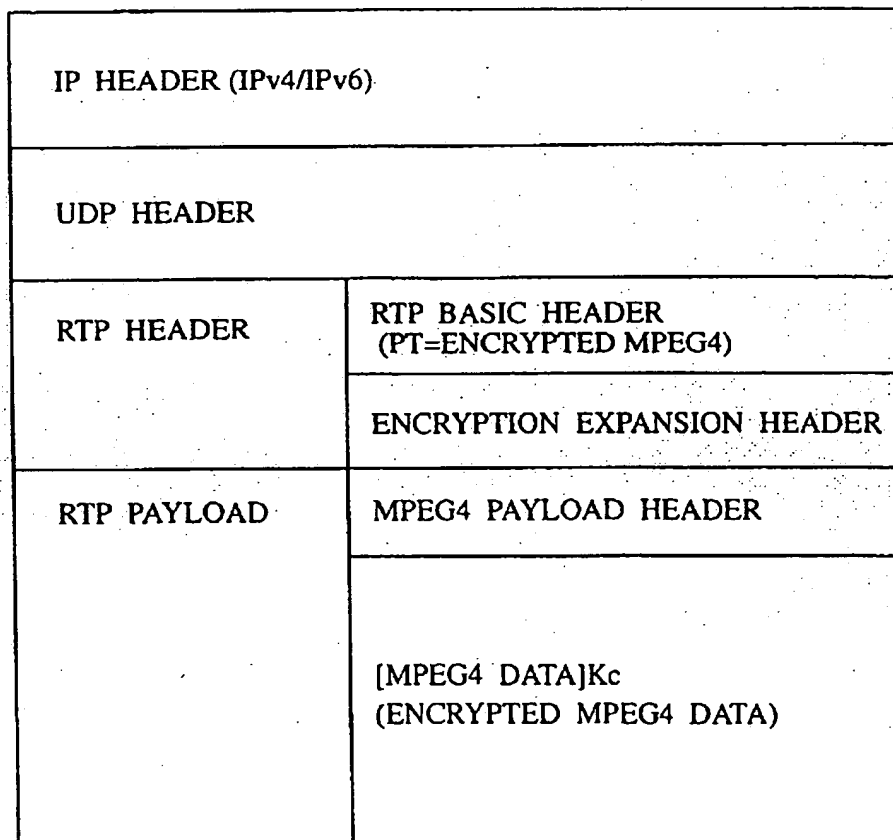 IP HEADER (IPv4/IPv6)
UDP HEADER
RTP HEADER
RTP BASIC HEADER
(PT=ENCRYPTED MPEG4)
ENCRYPTION EXPANSION HEADER
RTP PAYLOAD
MPEG4 PAYLOAD HEADER
[MPEG4 DATA]Kc
(ENCRYPTED MPEG4 DATA)